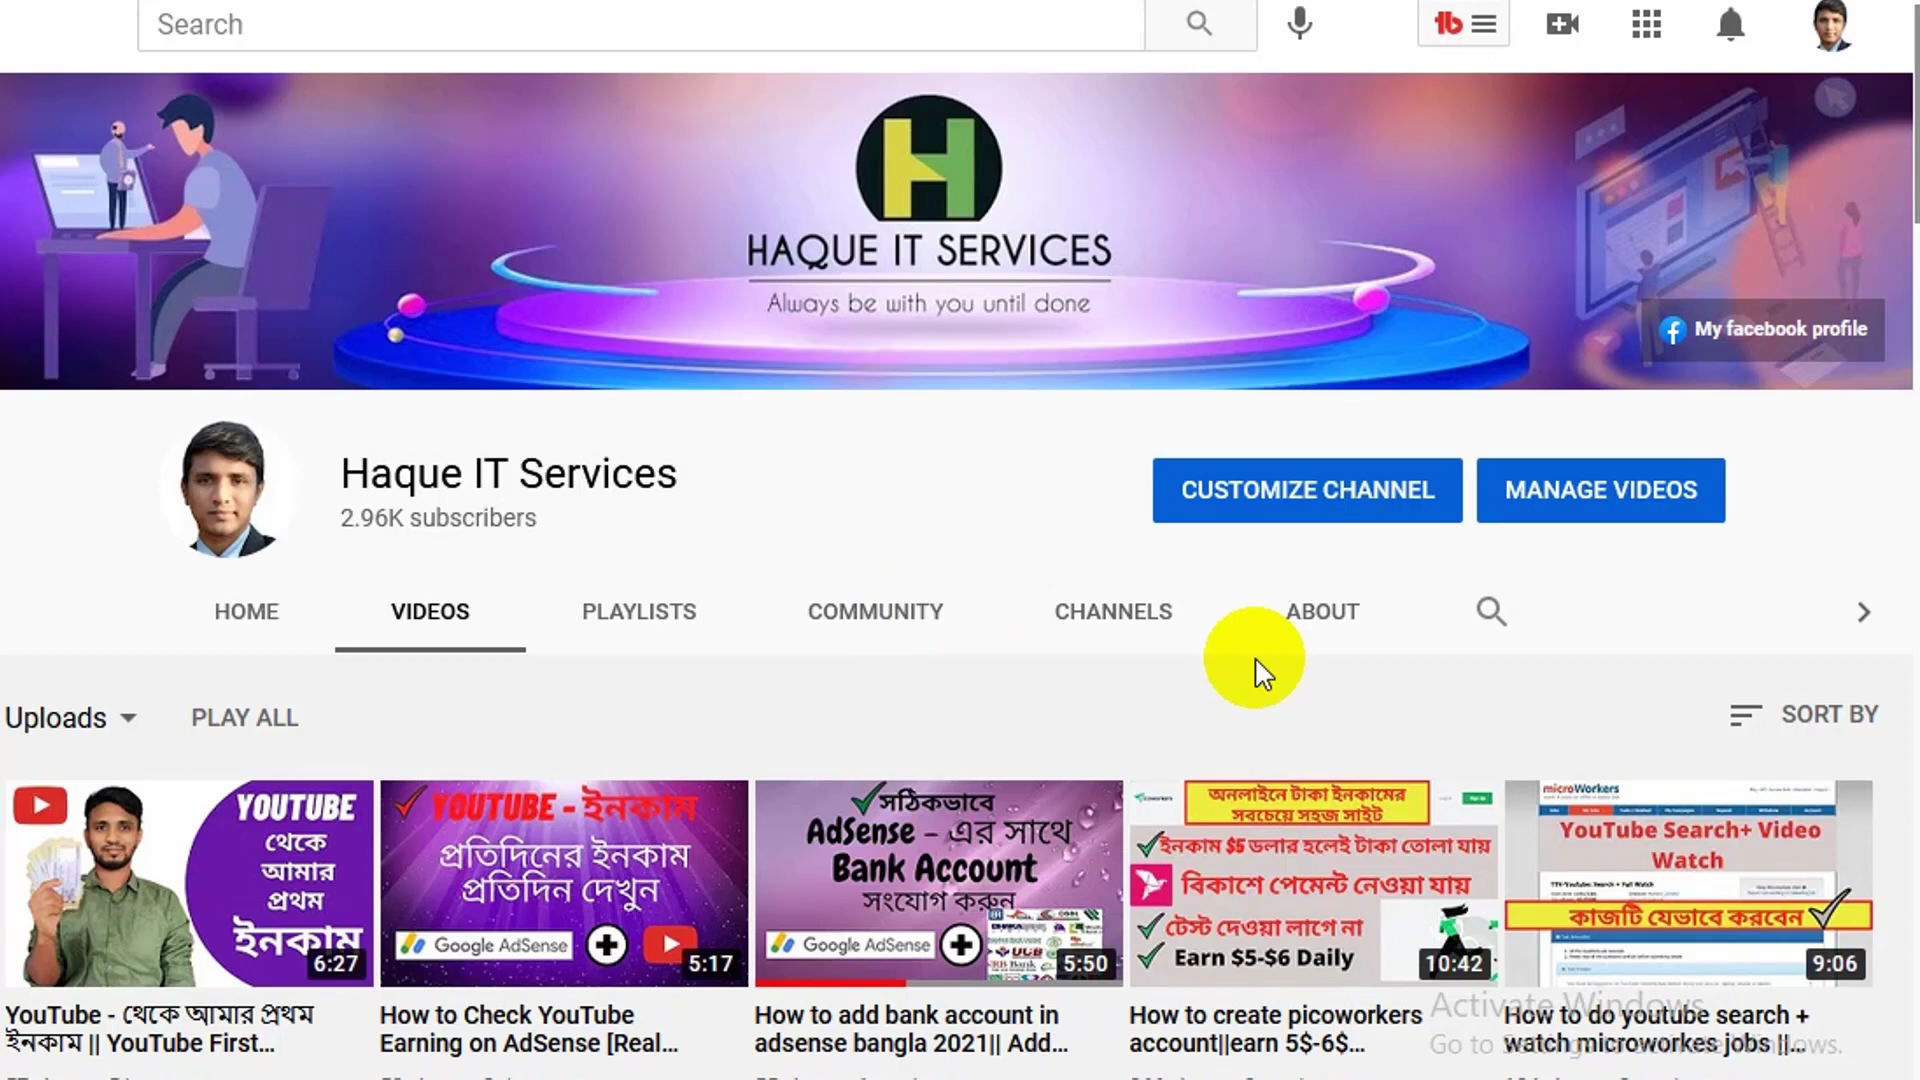 Search
HAQUE IT SERVICES
Always be with you until done
My facebook profile
Haque IT Services
2.96K subscribers
CUSTOMIZE CHANNEL
MANAGE VIDEOS
HOME
VIDEOS
PLAYLISTS
COMMUNITY
CHANNELS
ABOUT
Uploads
PLAY ALL
SORT BY
YOUTUBE
থেকে
আমার
প্রথম
ইনকাম
6:27
YOUTUBE - ইনকাম
প্রতিদিনের ইনকাম
প্রতিদিন দেখুন
Google AdSense
5:17
সঠিকভাবে
AdSense - এর সাথে
Bank Account
সংযোগ করুন
Google AdSense
UCB
5:50
অনলাইনে টাকা ইনকামের
সবচেয়ে সহজ সাইট
ইনকাম $5 ডলার হলেই টাকা তোলা যায়
বিকাশে পেমেন্ট নেওয়া যায়
টেস্ট দেওয়া লাগে না
Earn $5-$6 Daily
10:42
microWorkers
YouTube Search+ Video
Watch
TTV-Youtube: Search + Full Watch
কাজটি যেভাবে করবেন
9:06
YouTube - থেকে আমার প্রথম
ইনকাম || YouTube First...
How to Check YouTube
Earning on AdSense [Real...
How to add bank account in
adsense bangla 2021|| Add...
How to create picoworkers
account||earn 5$-6$...
How to do youtube search +
watch microworkes jobs ||...
Activate Windows
Go to Settings to activate Windows.